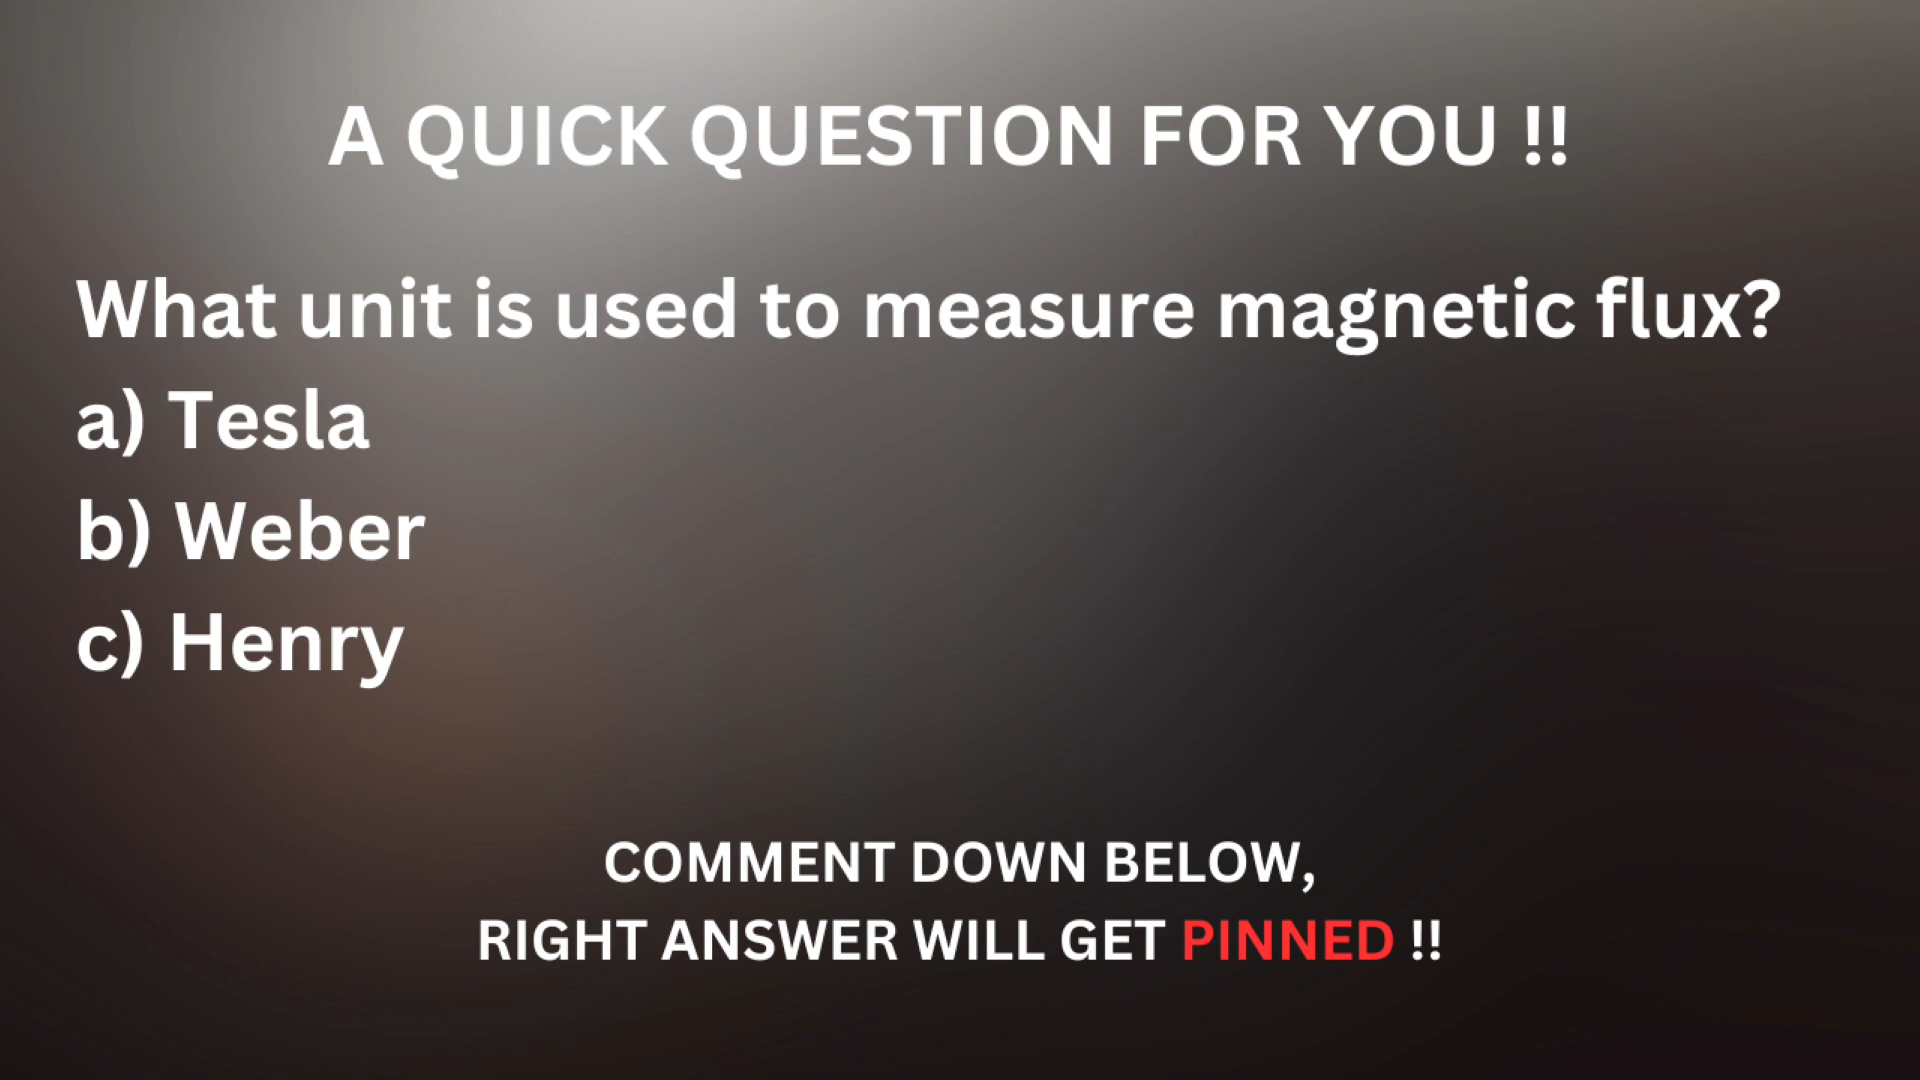 A QUICK QUESTION FOR YOU !!
What unit is used to measure magnetic flux?
a) Tesla
b) Weber
c) Henry
COMMENT DOWN BELOW,
RIGHT ANSWER WILL GET PINNED !!